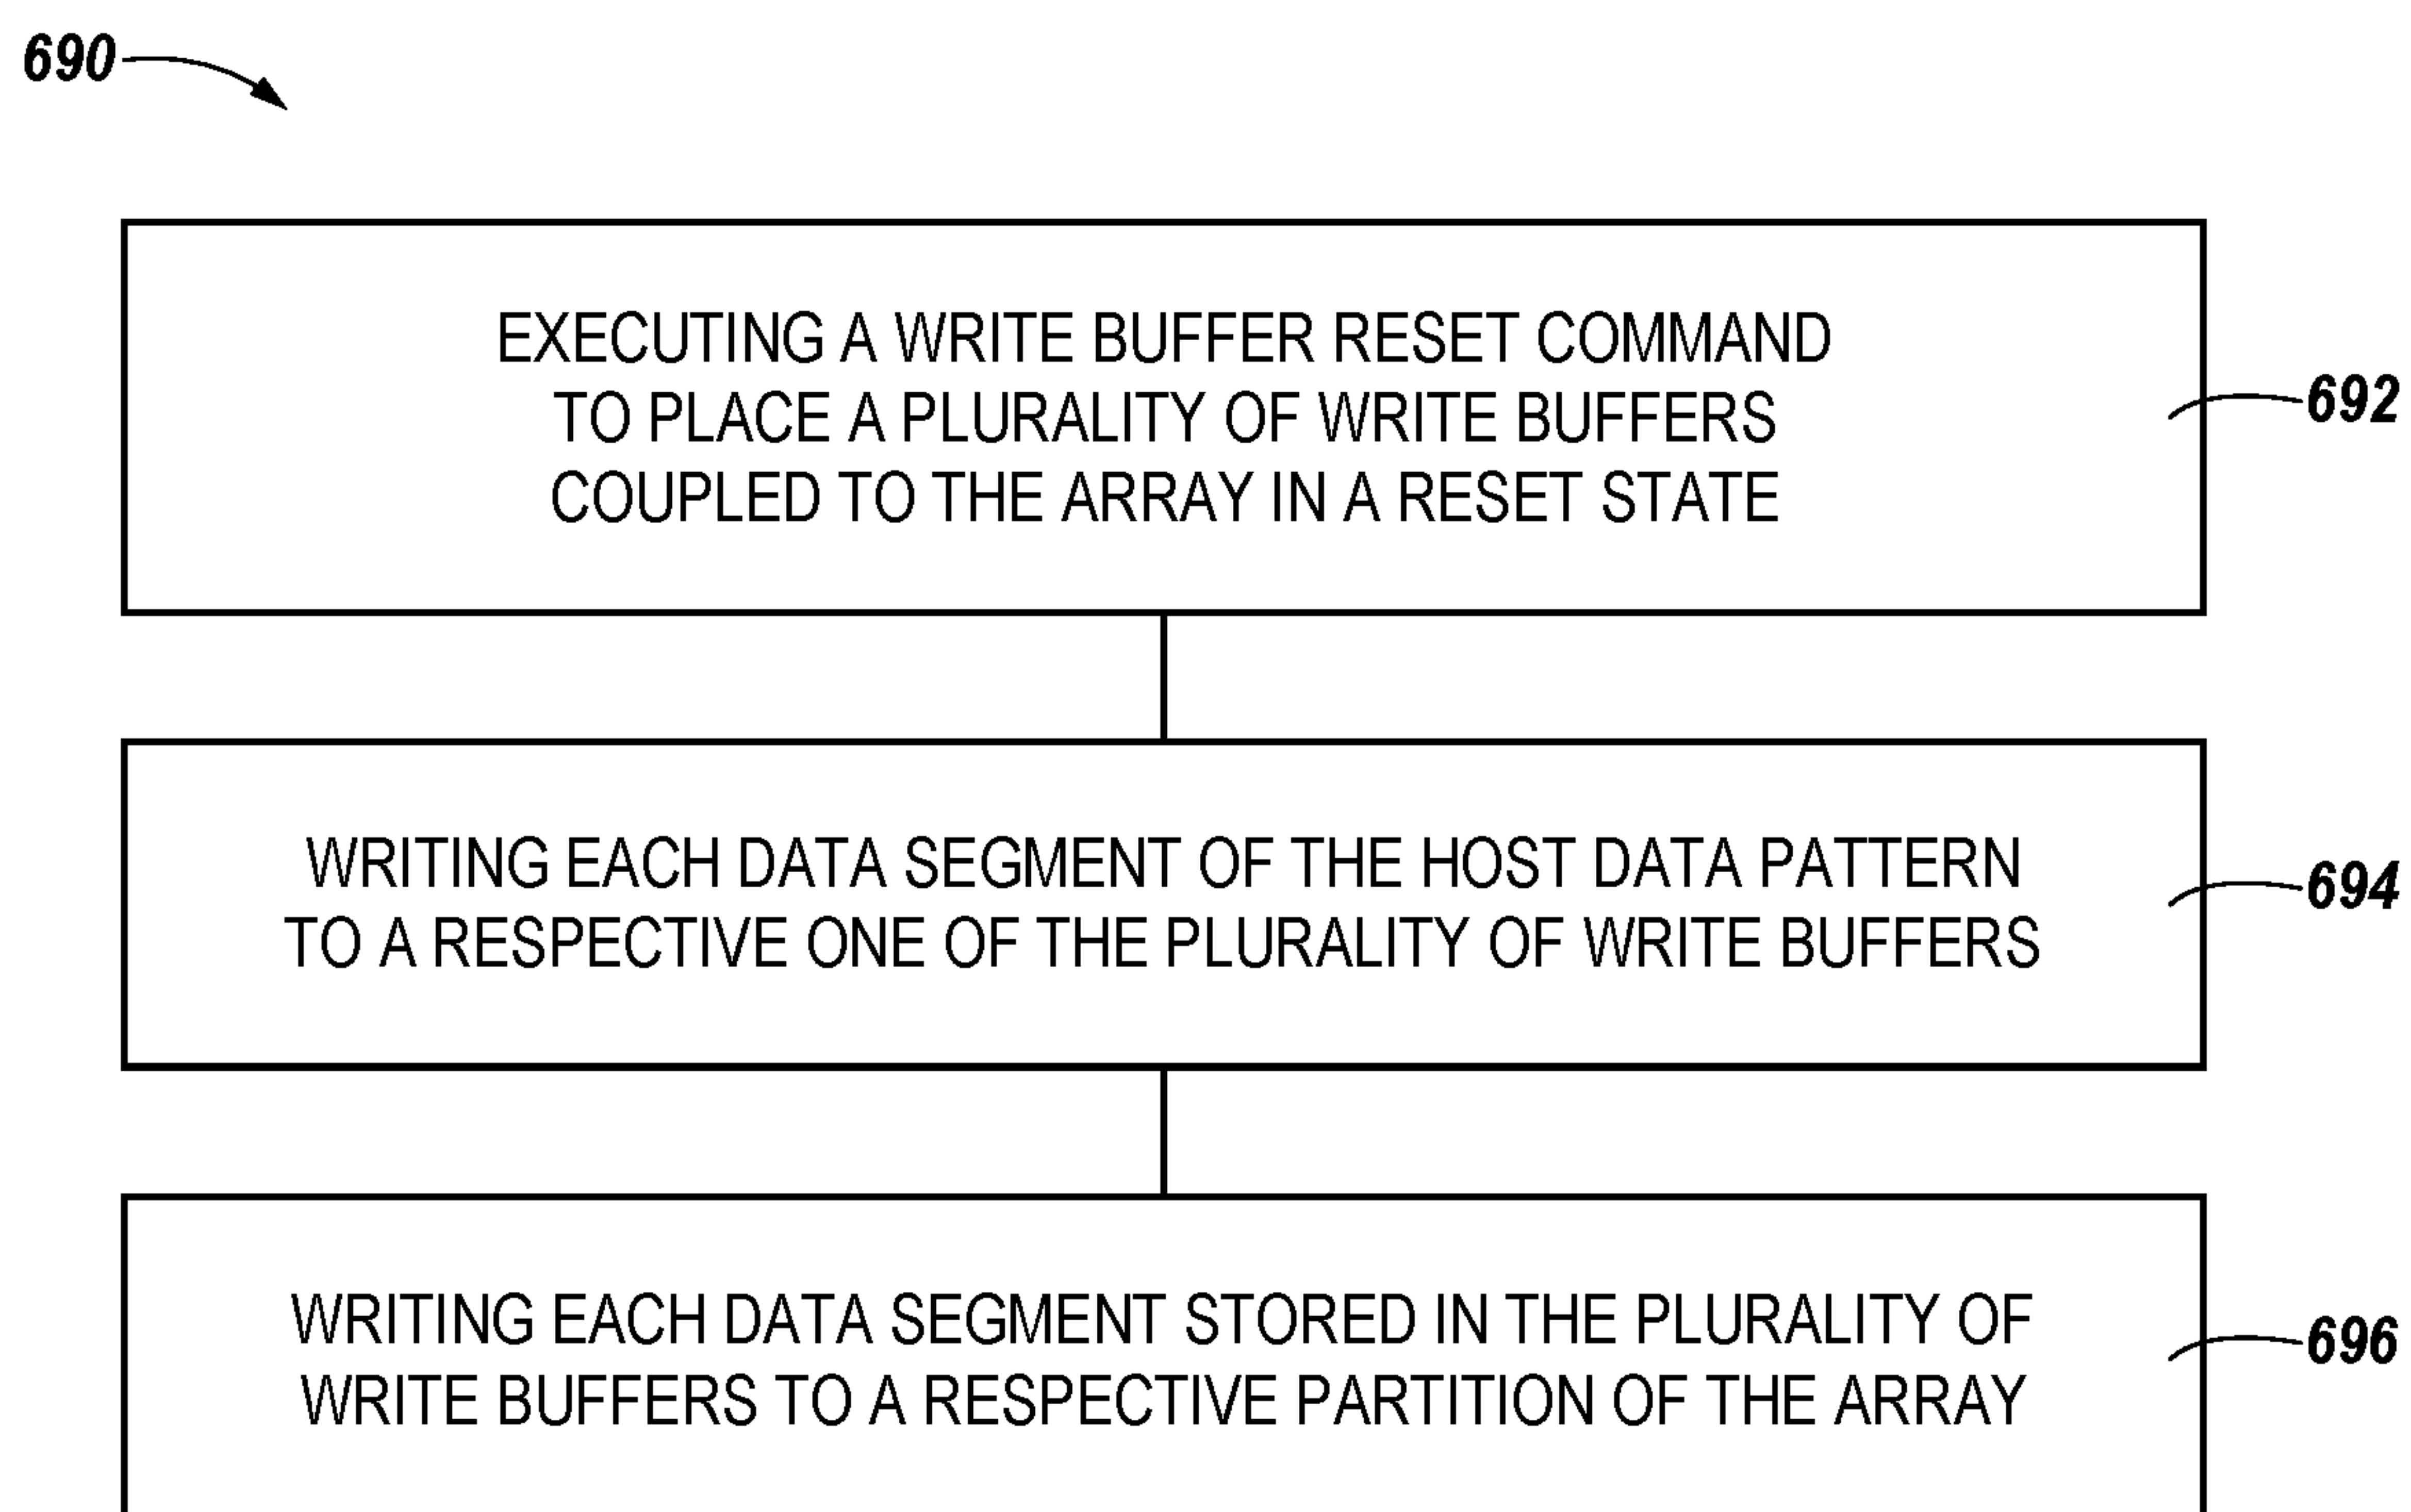 690
EXECUTING A WRITE BUFFER RESET COMMAND
TO PLACE A PLURALITY OF WRITE BUFFERS
COUPLED TO THE ARRAY IN A RESET STATE
692
WRITING EACH DATA SEGMENT OF THE HOST DATA PATTERN
TO A RESPECTIVE ONE OF THE PLURALITY OF WRITE BUFFERS
694
WRITING EACH DATA SEGMENT STORED IN THE PLURALITY OF
WRITE BUFFERS TO A RESPECTIVE PARTITION OF THE ARRAY
696